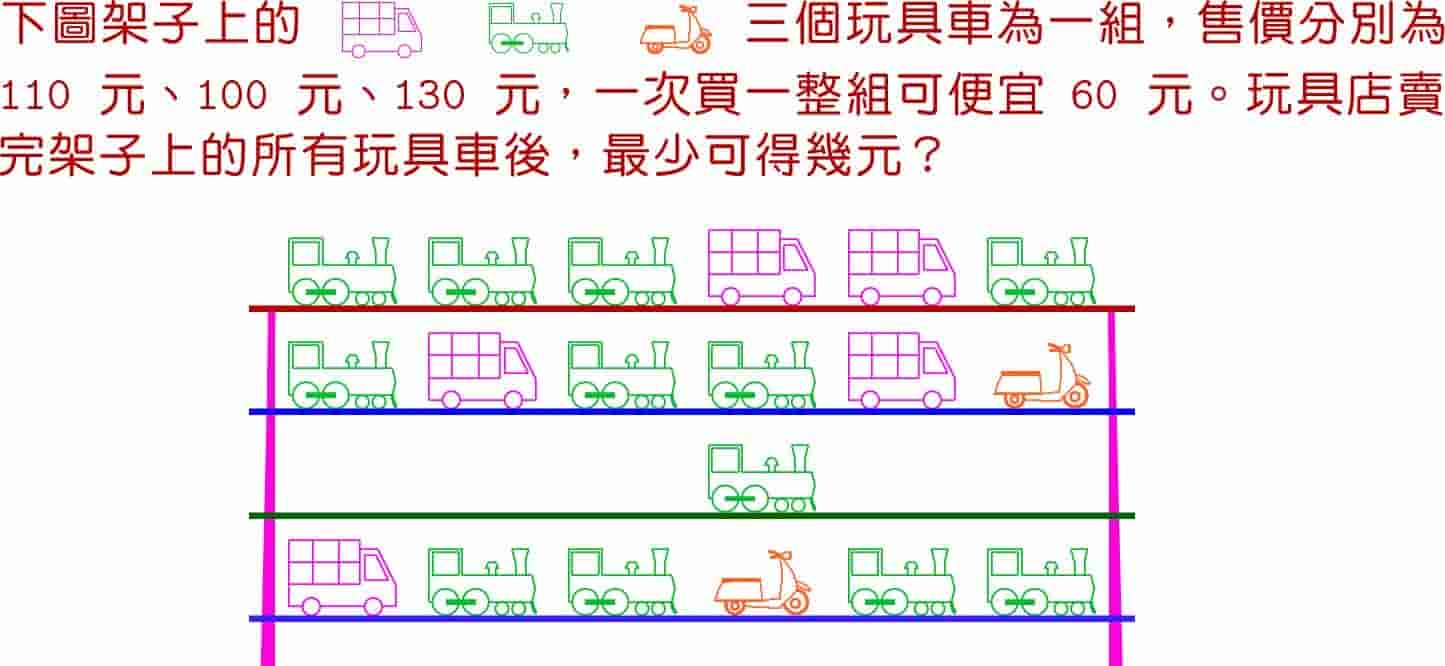 下圖架子上的 三個玩具車為一組，售價分別為
110 元、100 元、130 元，一次買一整組可便宜 60 元。玩具店賣
完架子上的所有玩具車後，最少可得幾元？